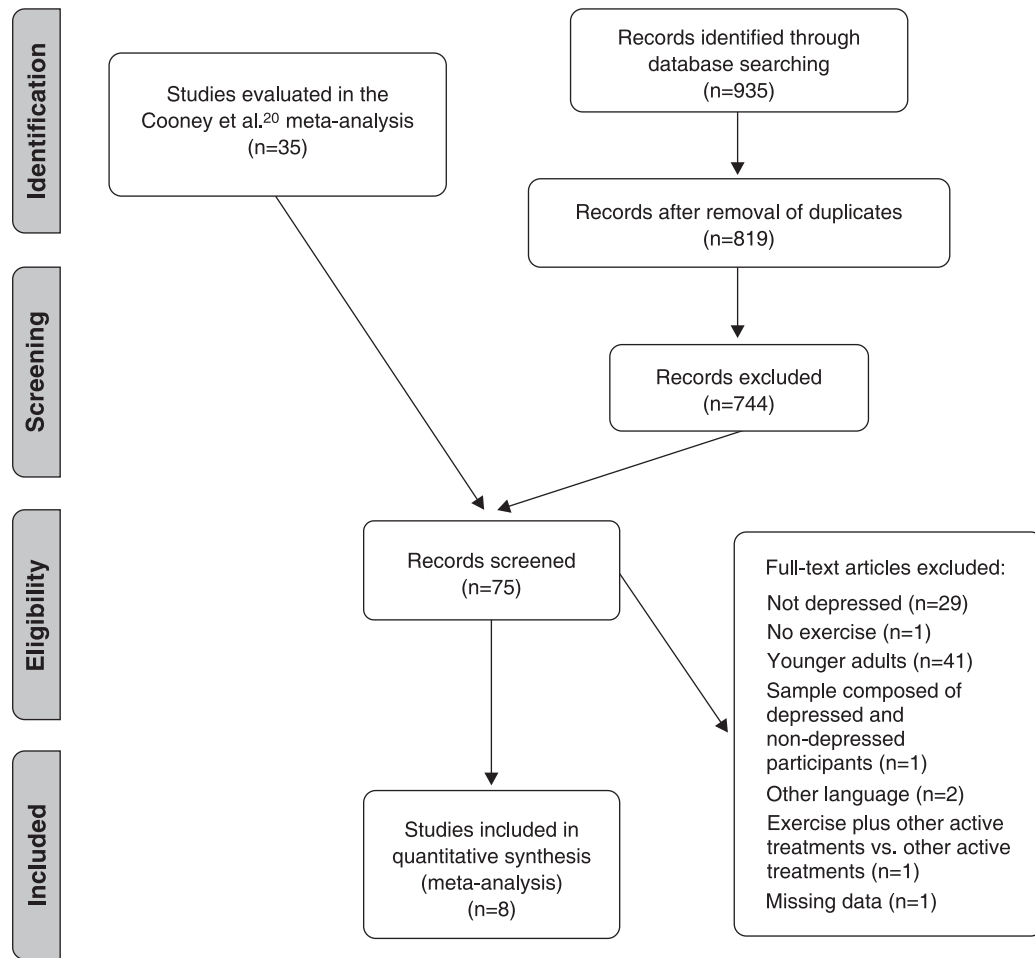 Identification
Studies evaluated in the
Cooney et al.20 meta-analysis
(n=35)
Records identified through
database searching
(n=935)
Records after removal of duplicates
(n=819)
Screening
Records excluded
(n=744)
Eligibility
Records screened
(n=75)
Full-text articles excluded:
Not depressed (n=29)
No exercise (n=1)
Younger adults (n=41)
Sample composed of
depressed and
non-depressed
participants (n=1)
Other language (n=2)
Exercise plus other active
treatments vs. other active
treatments (n=1)
Missing data (n=1)
Included
Studies included in
quantitative synthesis
(meta-analysis)
(n=8)